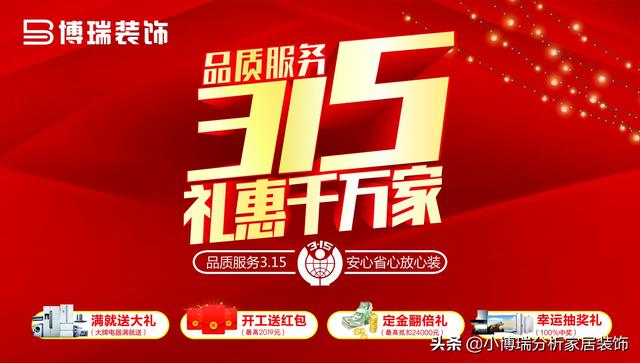 博瑞装饰
品质服务
315
礼惠千万家
品质服务3.15
3·15
安心省心放心装
满就送大礼
（大牌电器满就送）
开工送红包
（最高2019元）
定金翻倍礼
（最高抵扣24000元）
幸运抽奖礼
（100%中奖）
头条 @小博瑞分析家居装饰